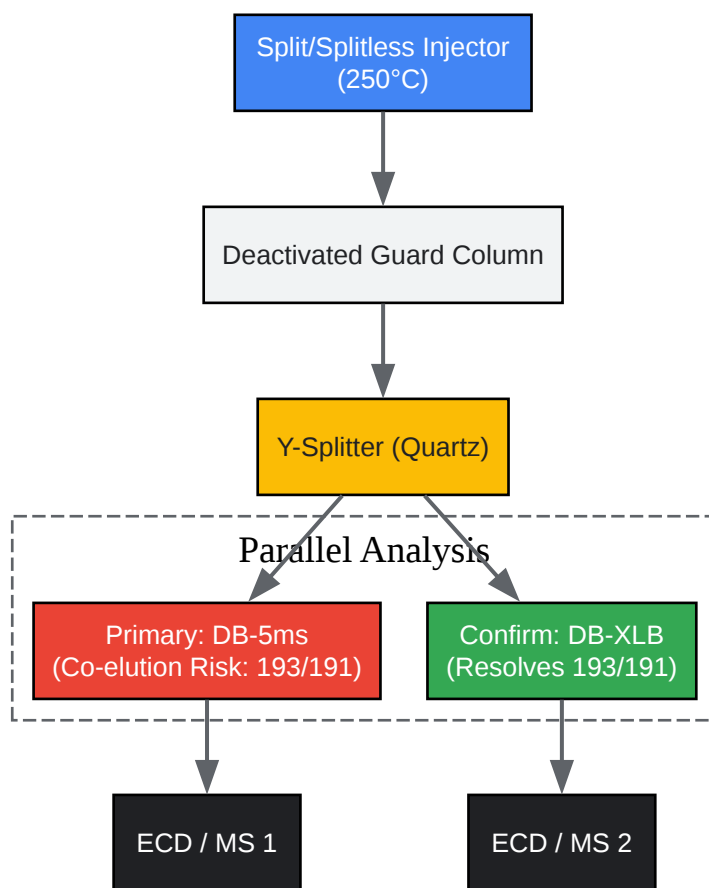 Split/Splitless Injector
(250°C)
Deactivated Guard Column
Y-Splitter (Quartz)
Parallel Analysis
Primary: DB-5ms
(Co-elution Risk: 193/191)
Confirm: DB-XLB
(Resolves 193/191)
ECD / MS 1
ECD / MS 2